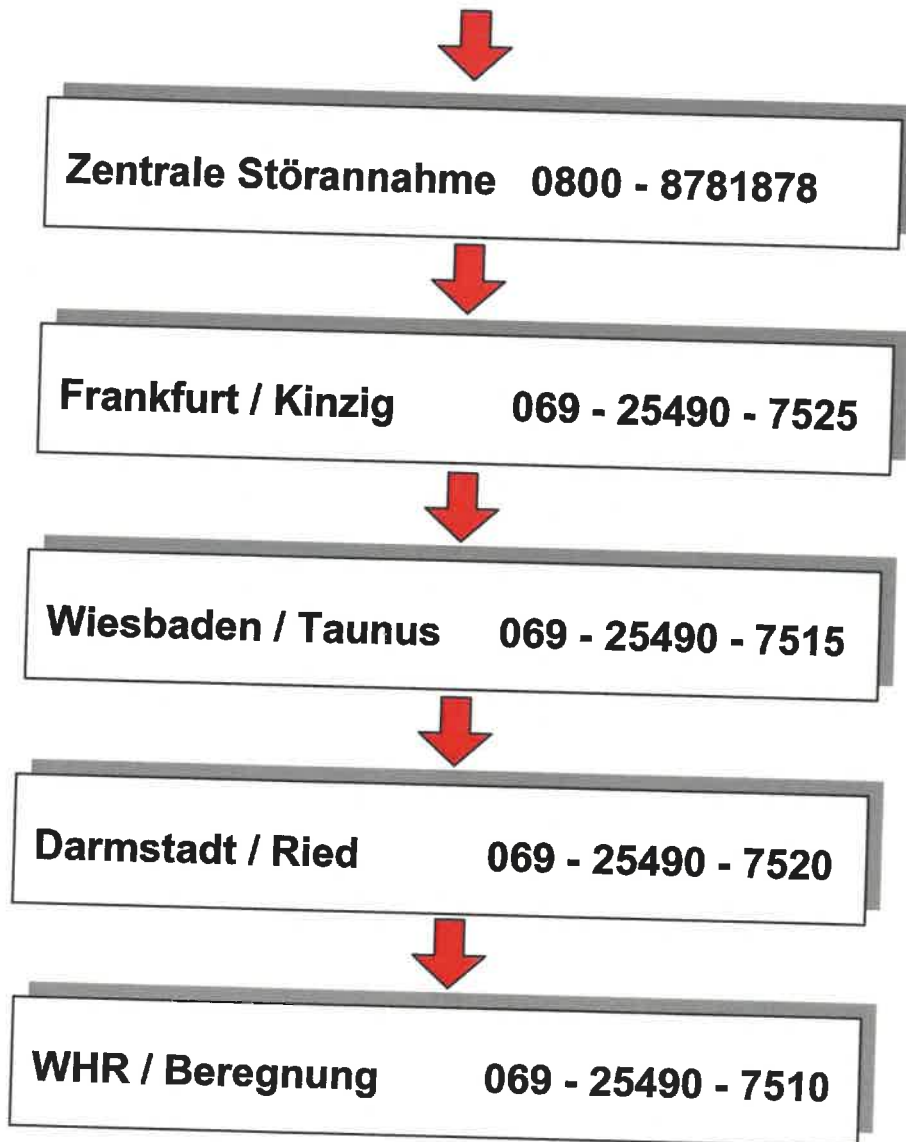 Zentrale Störannahme 0800 - 8781878
Frankfurt / Kinzig 069 - 25490 - 7525
Wiesbaden / Taunus 069 - 25490 - 7515
Darmstadt / Ried 069 - 25490 - 7520
WHR / Beregnung 069 - 25490 - 7510